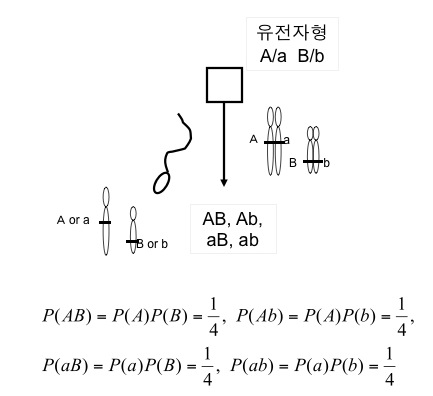 유전자형
A/a B/b
A a
B b
A or a
B or b
AB, Ab,
aB, ab
P(AB) = P(A)P(B) = 1/4, P(Ab) = P(A)P(b) = 1/4,
P(aB) = P(a)P(B) = 1/4, P(ab) = P(a)P(b) = 1/4